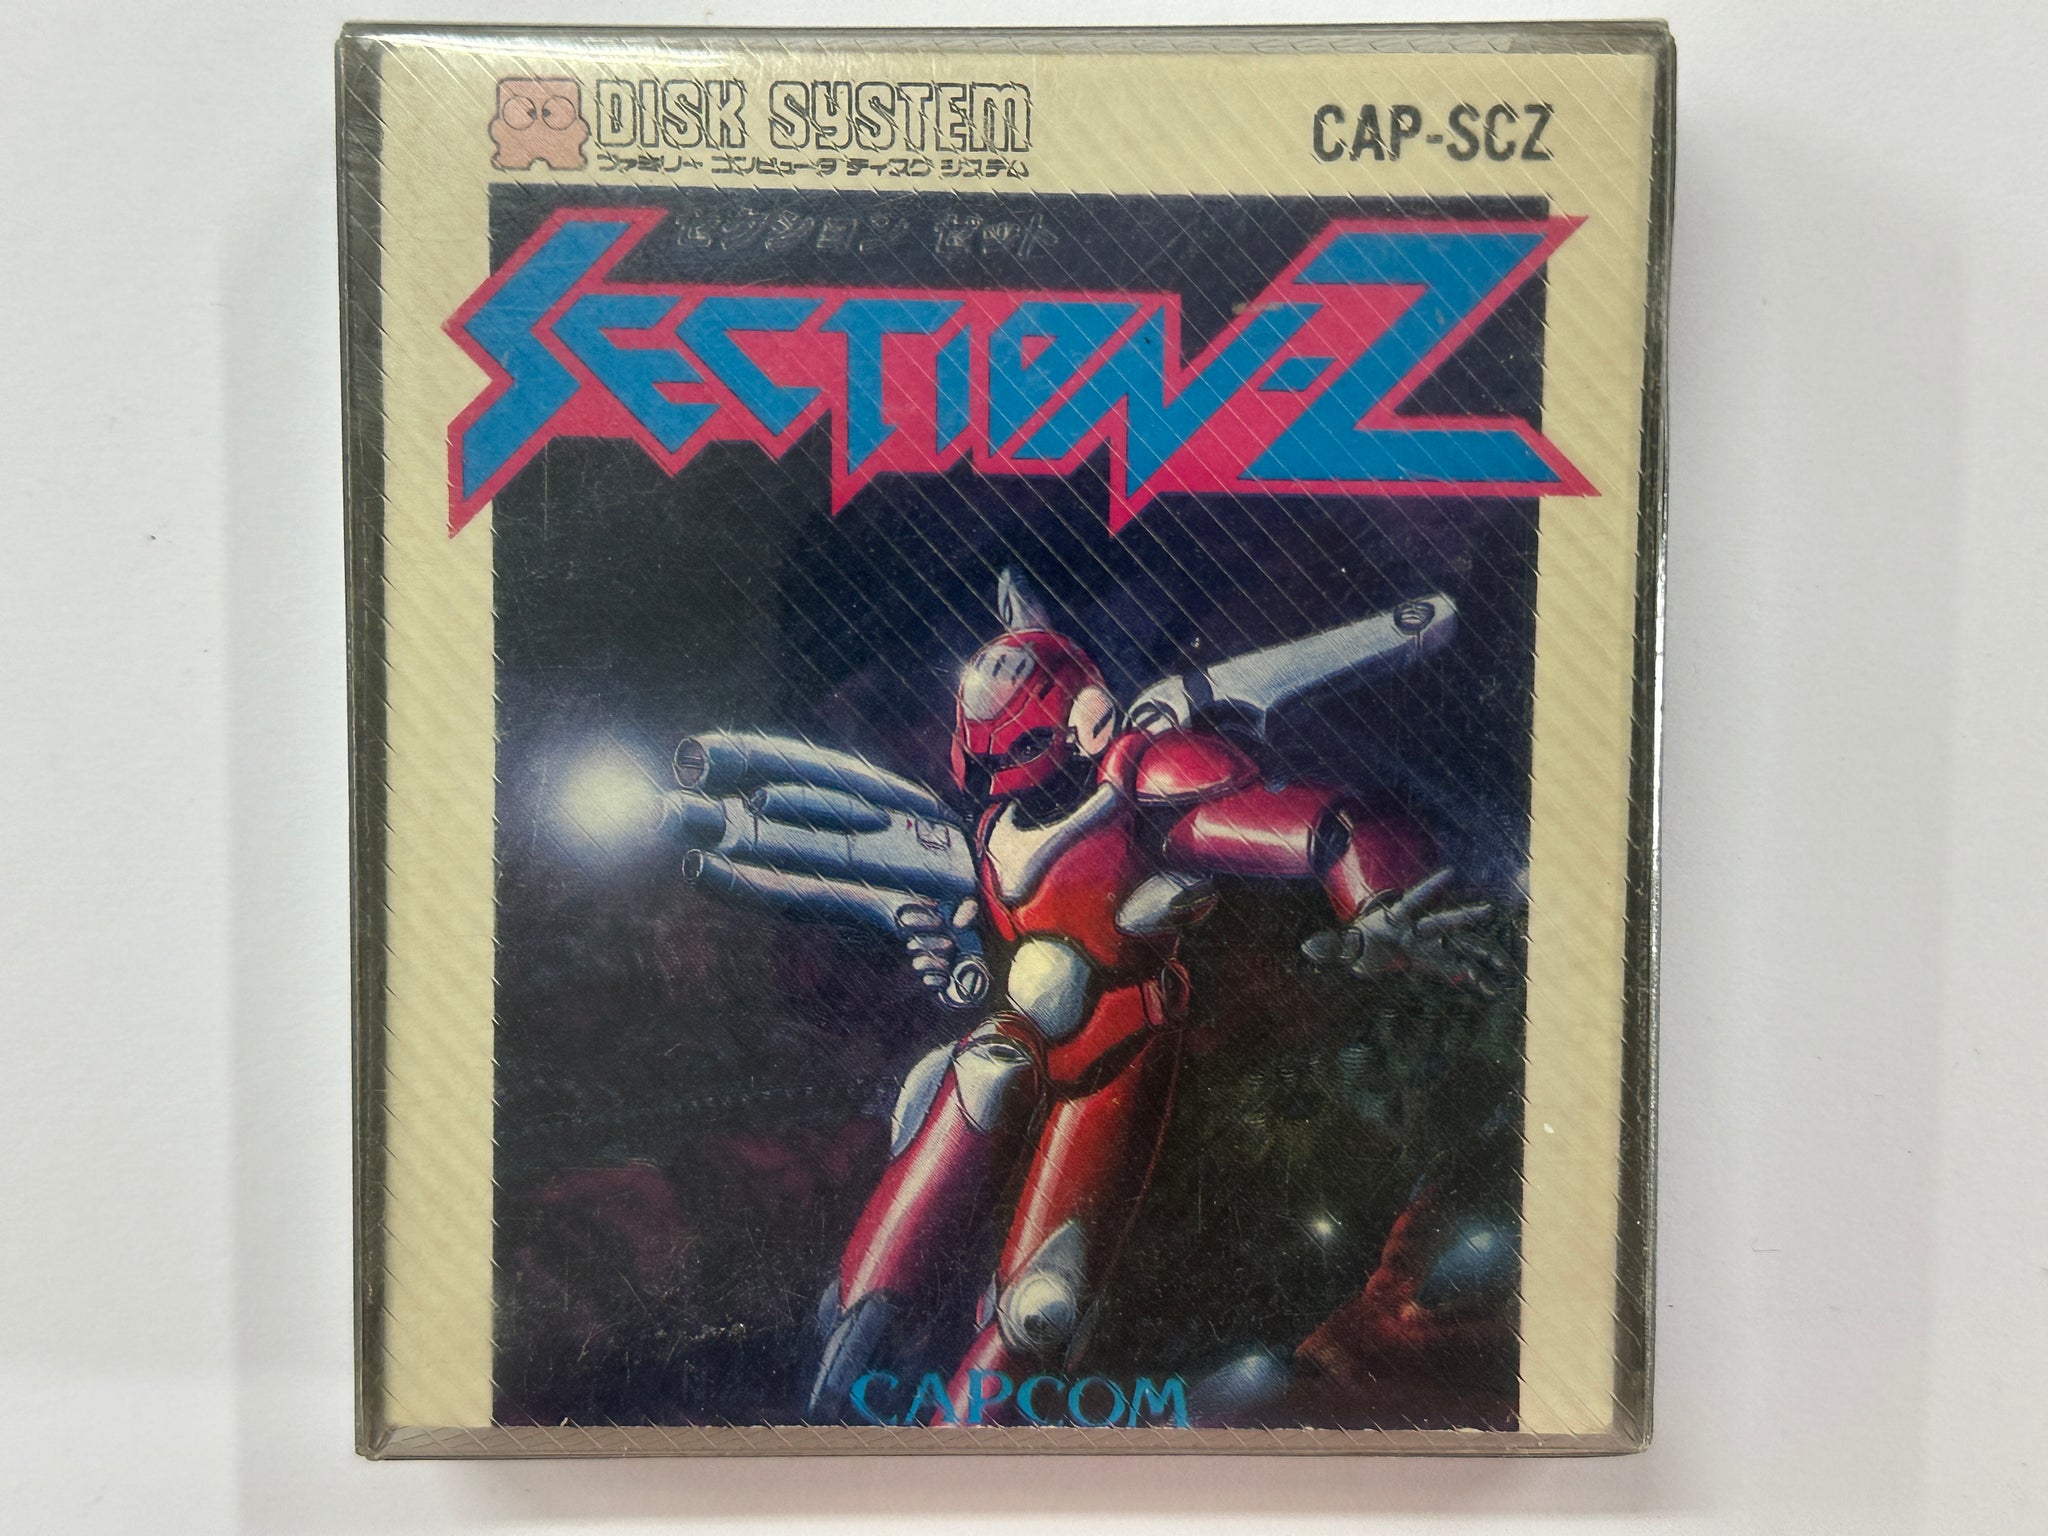 DISK SYSTEM
ファミリー コンピュータ ディスク システム
CAP-SCZ
セクション ゼット
SECTION-Z
CAPCOM